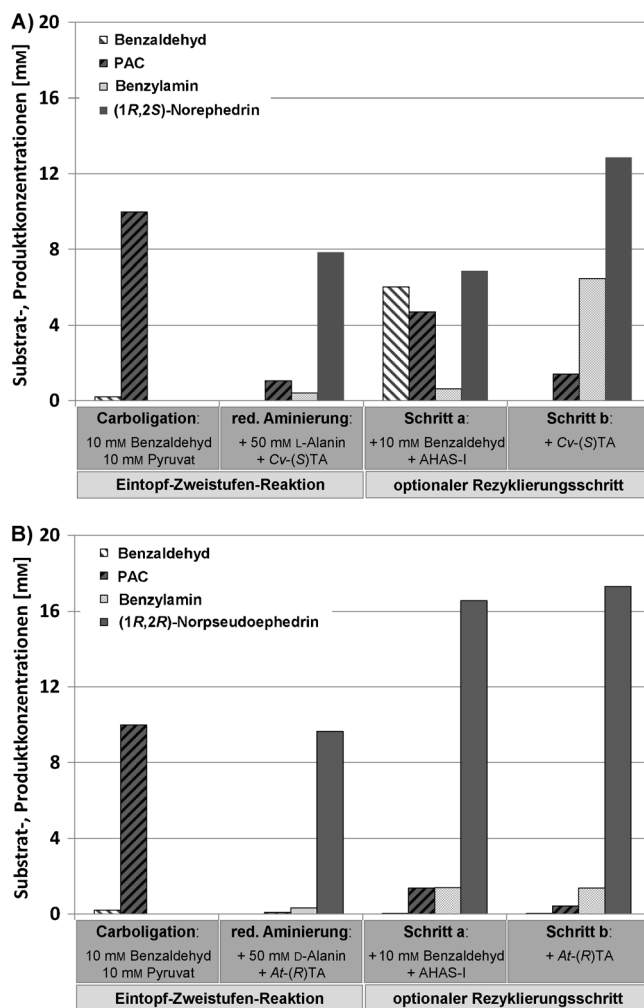 A)
20
16
12
8
4
0
Substrat-, Produktkonzentrationen [mM]
Benzaldehyd
PAC
Benzylamin
(1R,2S)-Norephedrin
Carboligation: red. Aminierung: Schritt a: Schritt b:
10 mM Benzaldehyd + 50 mM L-Alanin +10 mM Benzaldehyd + Cv-(S)TA
10 mM Pyruvat + Cv-(S)TA + AHAS-I
Eintopf-Zweistufen-Reaktion optionaler Rezyklierungsschritt
B)
20
16
12
8
4
0
Substrat-, Produktkonzentrationen [mM]
Benzaldehyd
PAC
Benzylamin
(1R,2R)-Norpseudoephedrin
Carboligation: red. Aminierung: Schritt a: Schritt b:
10 mM Benzaldehyd + 50 mM D-Alanin +10 mM Benzaldehyd + At-(R)TA
10 mM Pyruvat + At-(R)TA + AHAS-I
Eintopf-Zweistufen-Reaktion optionaler Rezyklierungsschritt